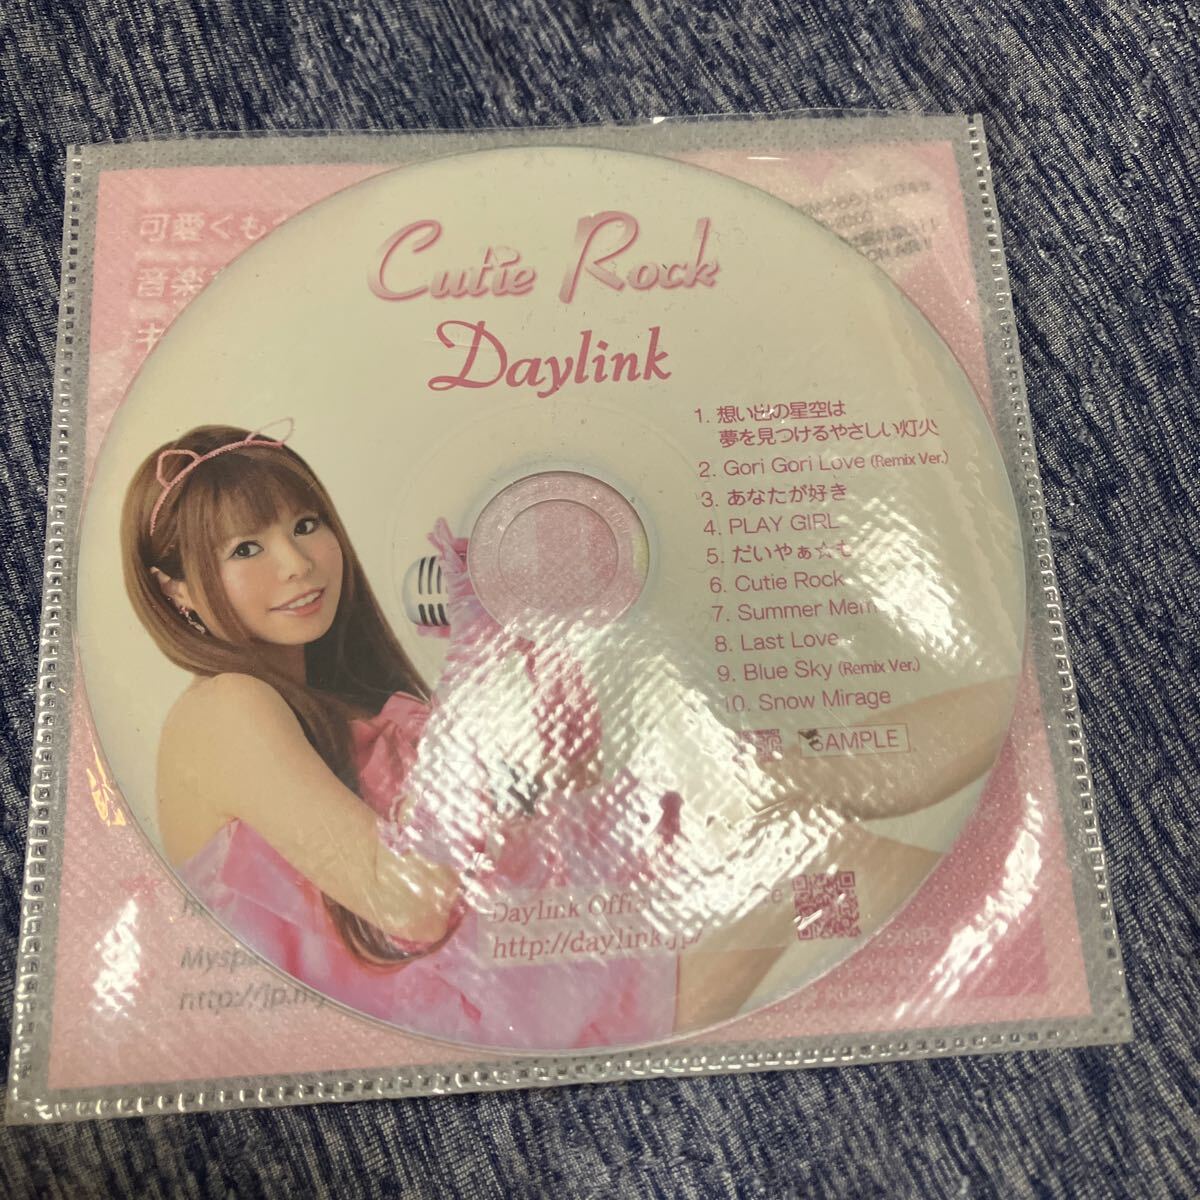 Cutie Rock
Daylink
1. 想い出の星空は
夢を見つけるやさしい灯火
2. Gori Gori Love (Remix Ver.)
3. あなたが好き
4. PLAY GIRL
5. だいやぁ☆も
6. Cutie Rock
7. Summer Mem
8. Last Love
9. Blue Sky (Remix Ver.)
10. Snow Mirage
SAMPLE
Daylink
http://daylink.jp/
可愛くも
音楽
キ
Myspa
http://jp.my